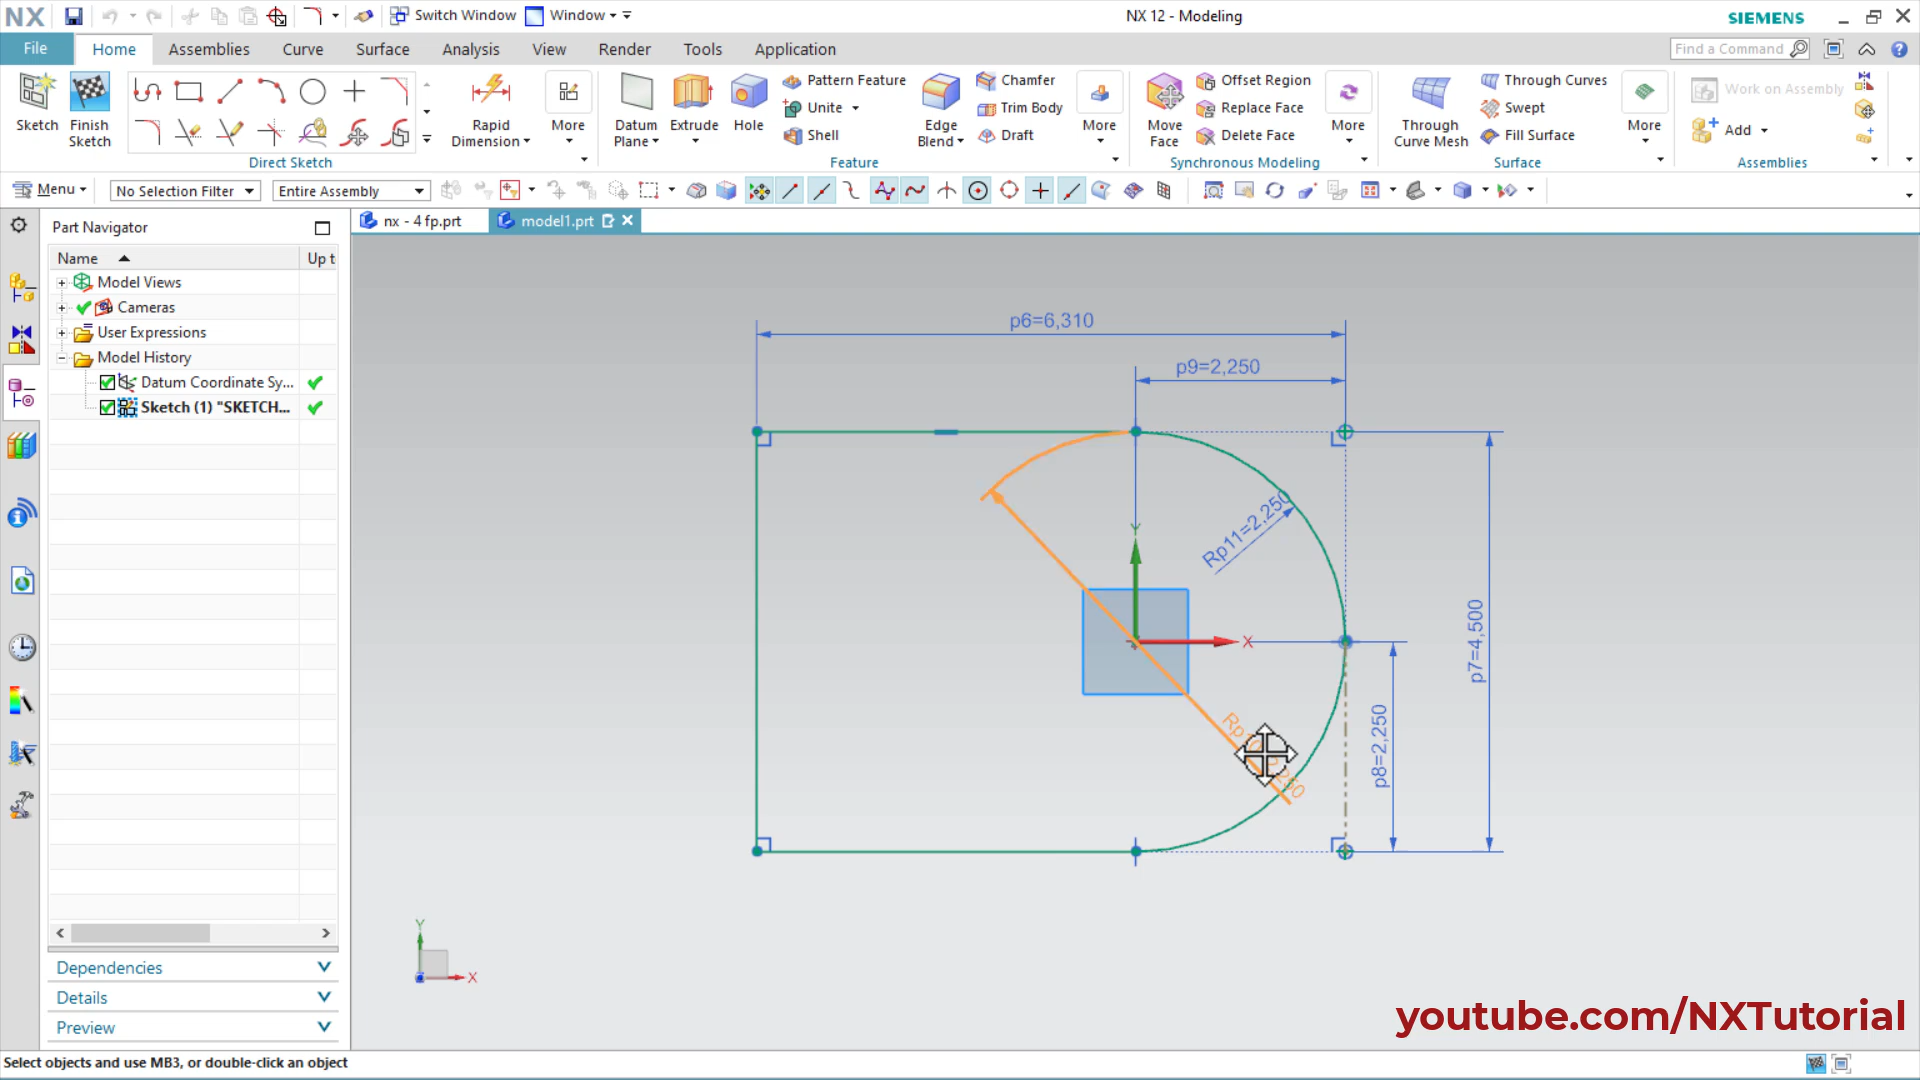 NX
Switch Window
Window
NX 12 - Modeling
SIEMENS
File
Home
Assemblies
Curve
Surface
Analysis
View
Render
Tools
Application
Find a Command
Sketch
Finish
Sketch
Rapid
Dimension
More
Direct Sketch
Datum
Plane
Extrude
Hole
Pattern Feature
Unite
Shell
Edge
Blend
Chamfer
Trim Body
Draft
More
Feature
Move
Face
Offset Region
Replace Face
Delete Face
More
Synchronous Modeling
Through
Curve Mesh
Through Curves
Swept
Fill Surface
More
Surface
Work on Assembly
Add
Assemblies
Menu
No Selection Filter
Entire Assembly
Part Navigator
nx - 4 fp.prt
model1.prt
Name
Up t
Model Views
Cameras
User Expressions
Model History
Datum Coordinate Sy...
Sketch (1) "SKETCH...
Dependencies
Details
Preview
p6=6,310
p9=2,250
Rp11=2,250
p7=4,500
p8=2,250
Y
X
Y
X
youtube.com/NXTutorial
Select objects and use MB3, or double-click an object